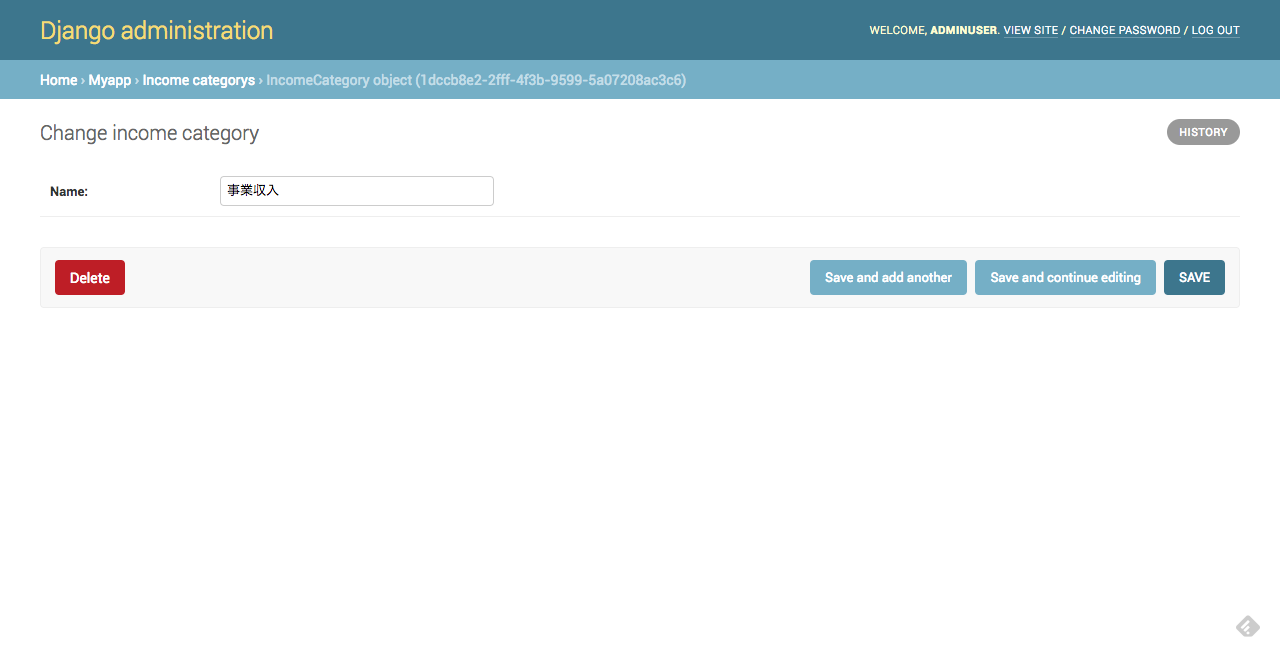 Django administration
WELCOME, ADMINUSER. VIEW SITE / CHANGE PASSWORD / LOG OUT
Home › Myapp › Income categorys › IncomeCategory object (1dccb8e2-2fff-4f3b-9599-5a07208ac3c6)
Change income category
HISTORY
Name: 事業収入
Delete Save and add another Save and continue editing SAVE